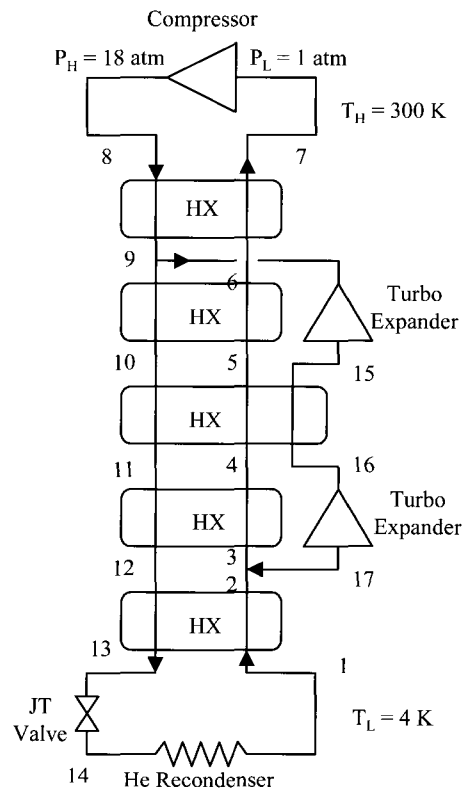 Compressor
P_H = 18 atm
P_L = 1 atm
T_H = 300 K
8
7
HX
9
6
HX
Turbo
Expander
10
5
15
HX
11
4
16
HX
Turbo
Expander
3
12
17
2
HX
13
1
JT
Valve
T_L = 4 K
14
He Recondenser